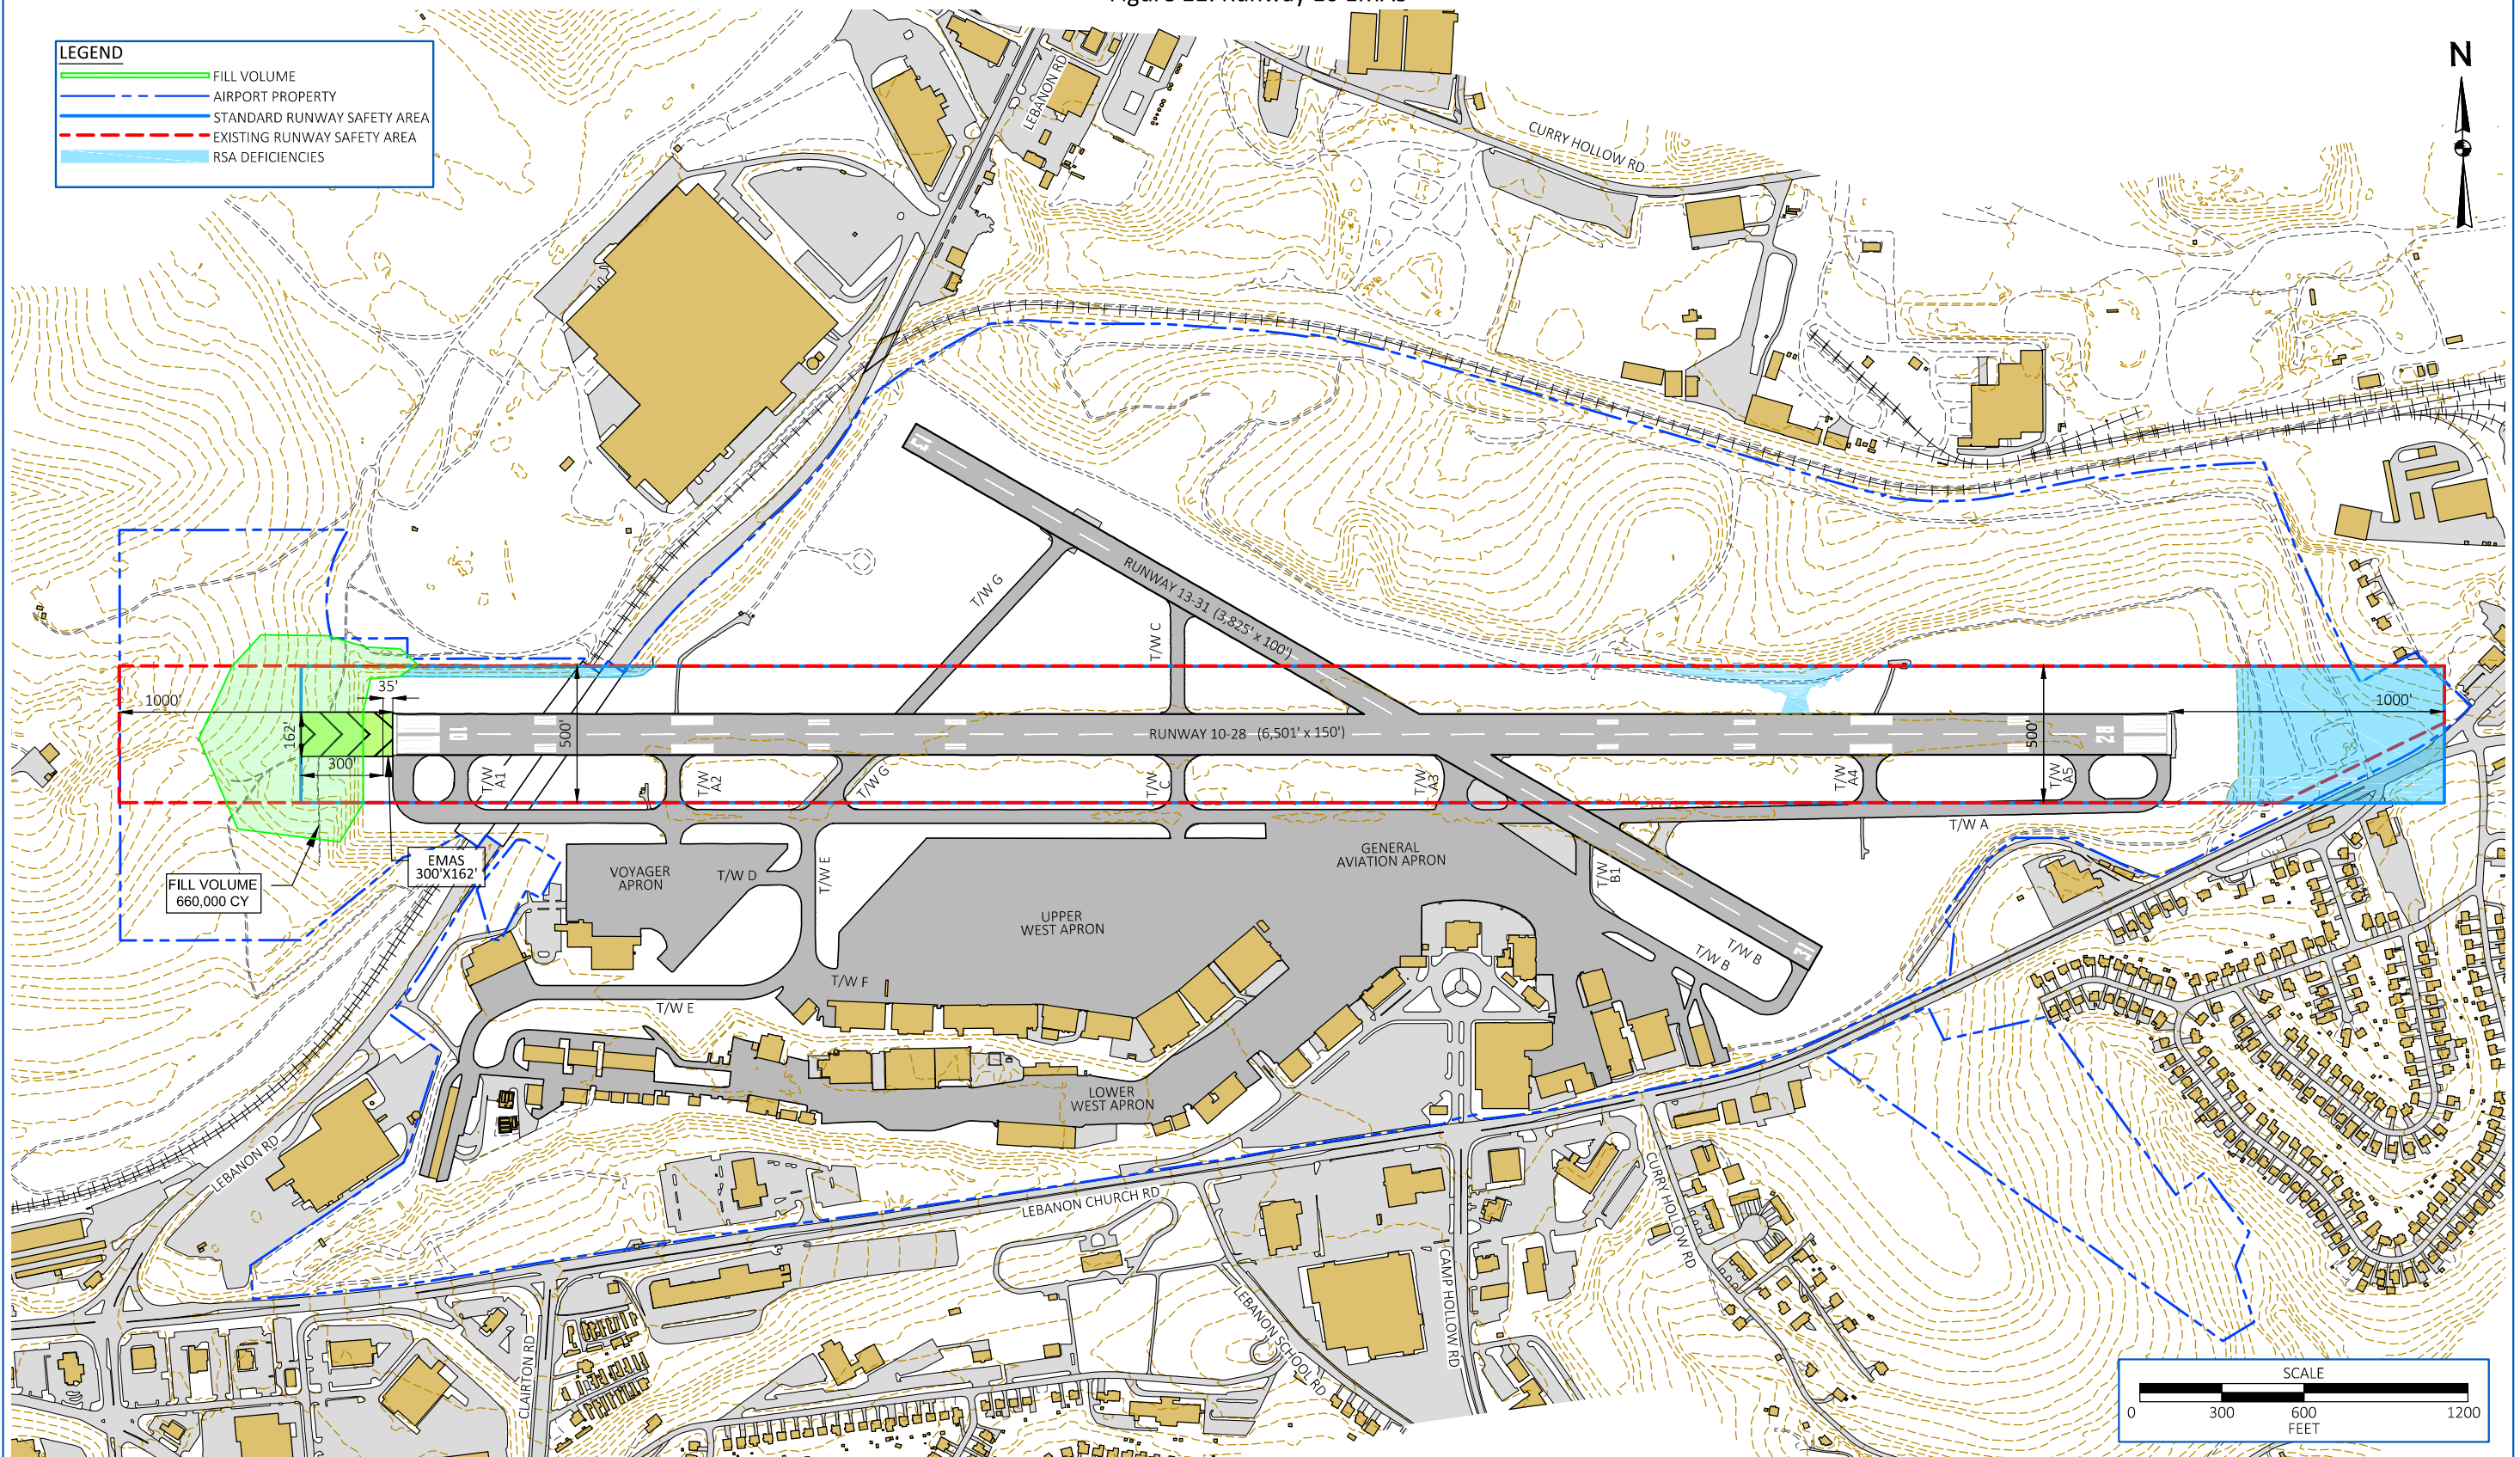 LEGEND
FILL VOLUME
AIRPORT PROPERTY
STANDARD RUNWAY SAFETY AREA
EXISTING RUNWAY SAFETY AREA
RSA DEFICIENCIES
N
LEBANON RD
CURRY HOLLOW RD
13
T/W G
RUNWAY 13-31 (3,825' x 100')
T/W C
35'
1000'
162'
300'
10
500'
RUNWAY 10-28 (6,501' x 150')
500'
28
1000'
T/W
A1
T/W
A2
T/W G
T/W
C
T/W
A3
T/W
A4
T/W
A5
T/W A
EMAS
300'X162'
FILL VOLUME
660,000 CY
VOYAGER
APRON
T/W D
T/W E
GENERAL
AVIATION APRON
T/W
B1
UPPER
WEST APRON
T/W B
T/W B
31
T/W F
T/W E
LOWER
WEST APRON
LEBANON RD
LEBANON CHURCH RD
CURRY HOLLOW RD
CLAIRTON RD
LEBANON SCHOOL RD
CAMP HOLLOW RD
SCALE
0 300 600 1200
FEET